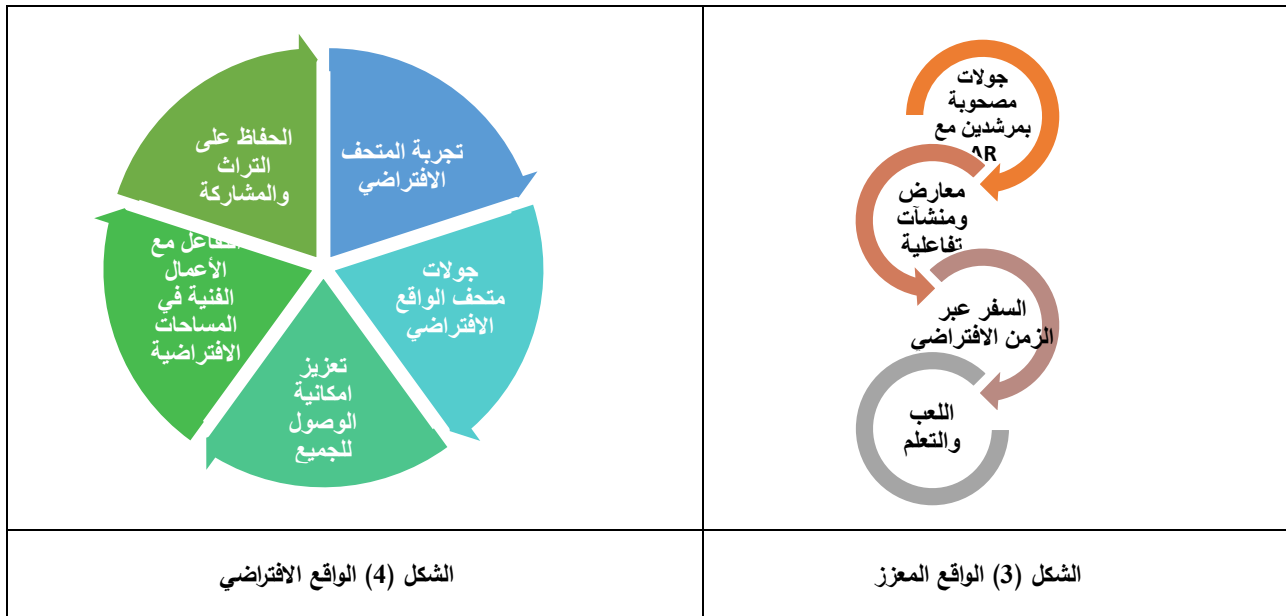 جولات
مصحوبة
بمرشدين مع
AR
معارض
ومنشآت
تفاعلية
السفر عبر
الزمن الافتراضي
اللعب
والتعلم
تجربة المتحف
الافتراضي
جولات
متحف الواقع
الافتراضي
تعزيز
امكانية
الوصول
للجميع
التفاعل مع
الأعمال
الفنية في
المساحات
الافتراضية
الحفاظ على
التراث
والمشاركة
الشكل (3) الواقع المعزز
الشكل (4) الواقع الافتراضي